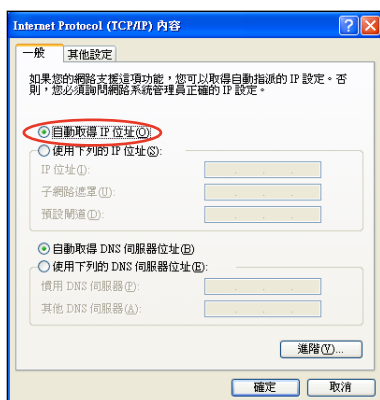 Internet Protocol (TCP/IP) 內容
一般
其他設定
如果您的網路支援這項功能，您可以取得自動指派的 IP 設定。否
則，您必須詢問網路系統管理員正確的 IP 設定。
自動取得 IP 位址(O)
使用下列的 IP 位址(S):
IP 位址(I):
子網路遮罩(U):
預設閘道(D):
自動取得 DNS 伺服器位址(B)
使用下列的 DNS 伺服器位址(E):
慣用 DNS 伺服器(P):
其他 DNS 伺服器(A):
進階(V)...
確定
取消